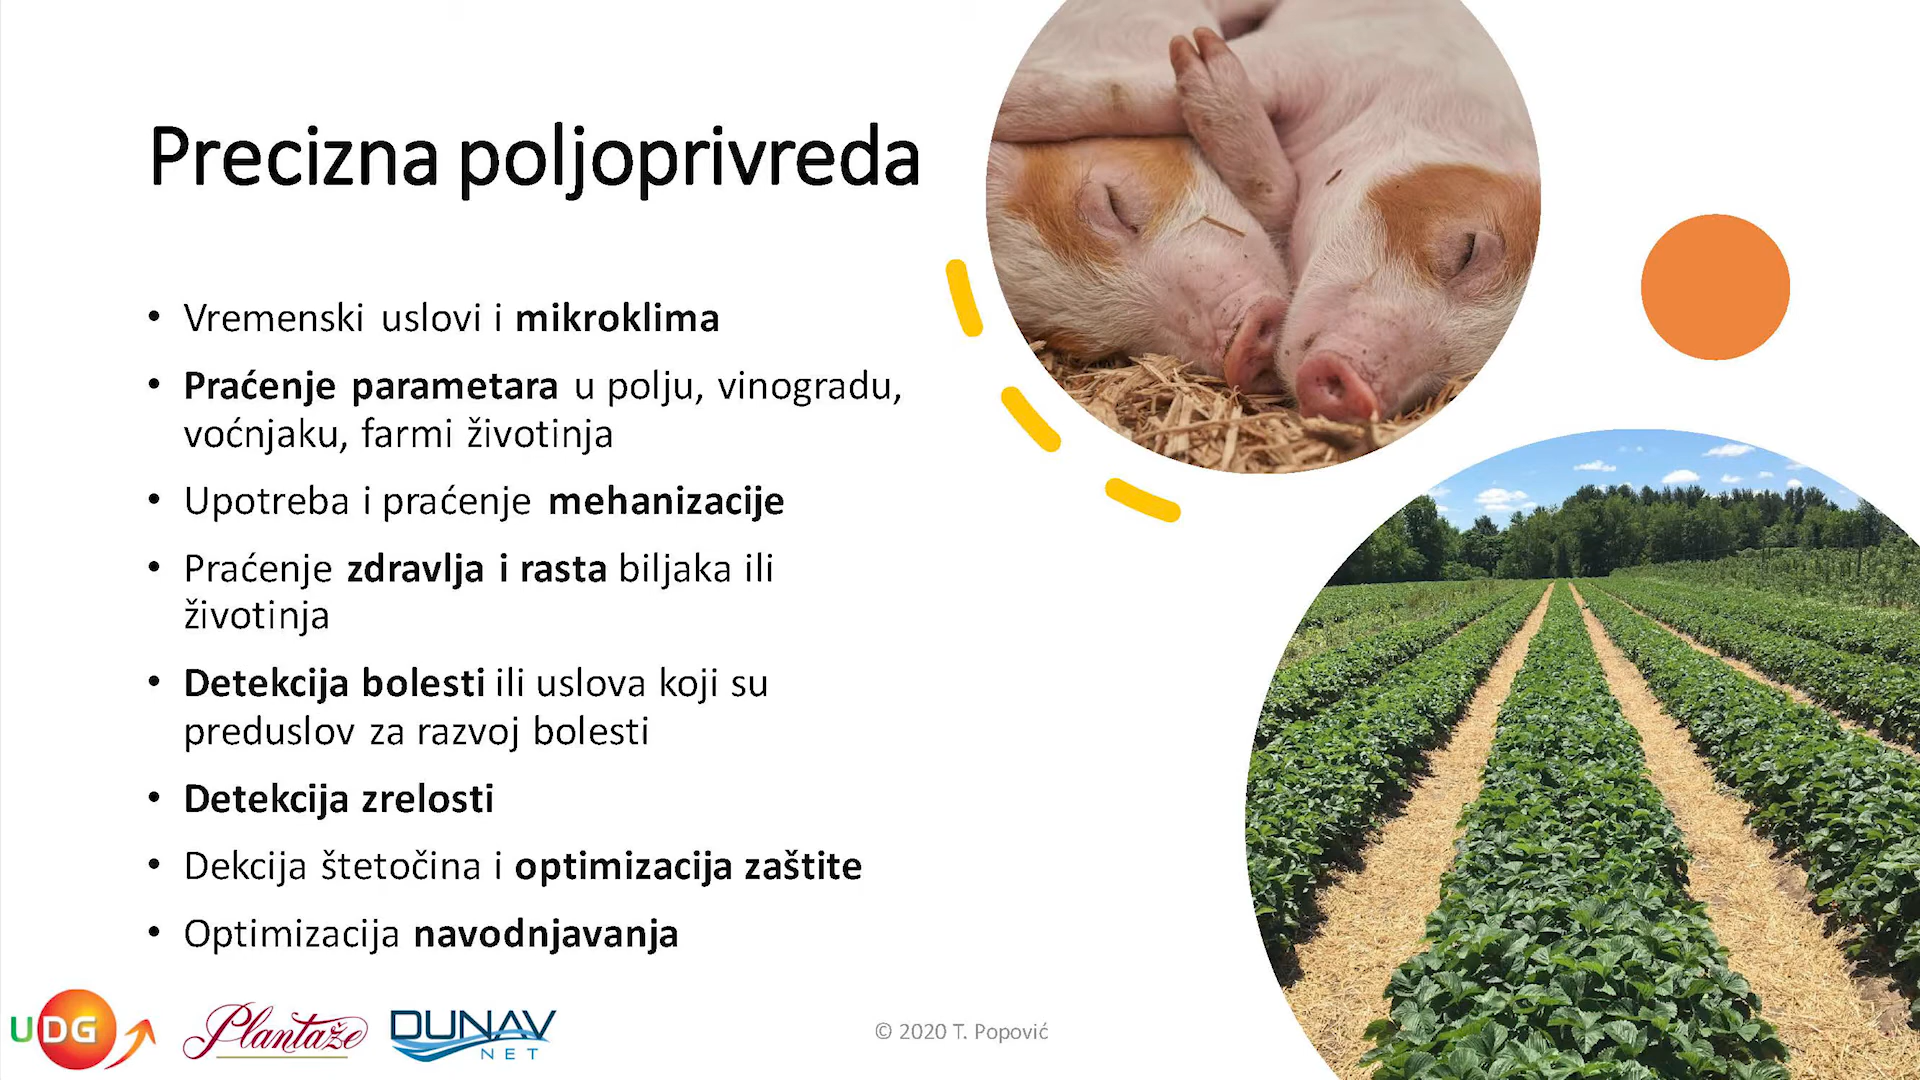 Precizna poljoprivreda
• Vremenski uslovi i mikroklima
• Praćenje parametara u polju, vinogradu,
voćnjaku, farmi životinja
• Upotreba i praćenje mehanizacije
• Praćenje zdravlja i rasta biljaka ili
životinja
• Detekcija bolesti ili uslova koji su
preduslov za razvoj bolesti
• Detekcija zrelosti
• Dekcija štetočina i optimizacija zaštite
• Optimizacija navodnjavanja
UDG
Plantaže
DUNAV
NET
© 2020 T. Popović